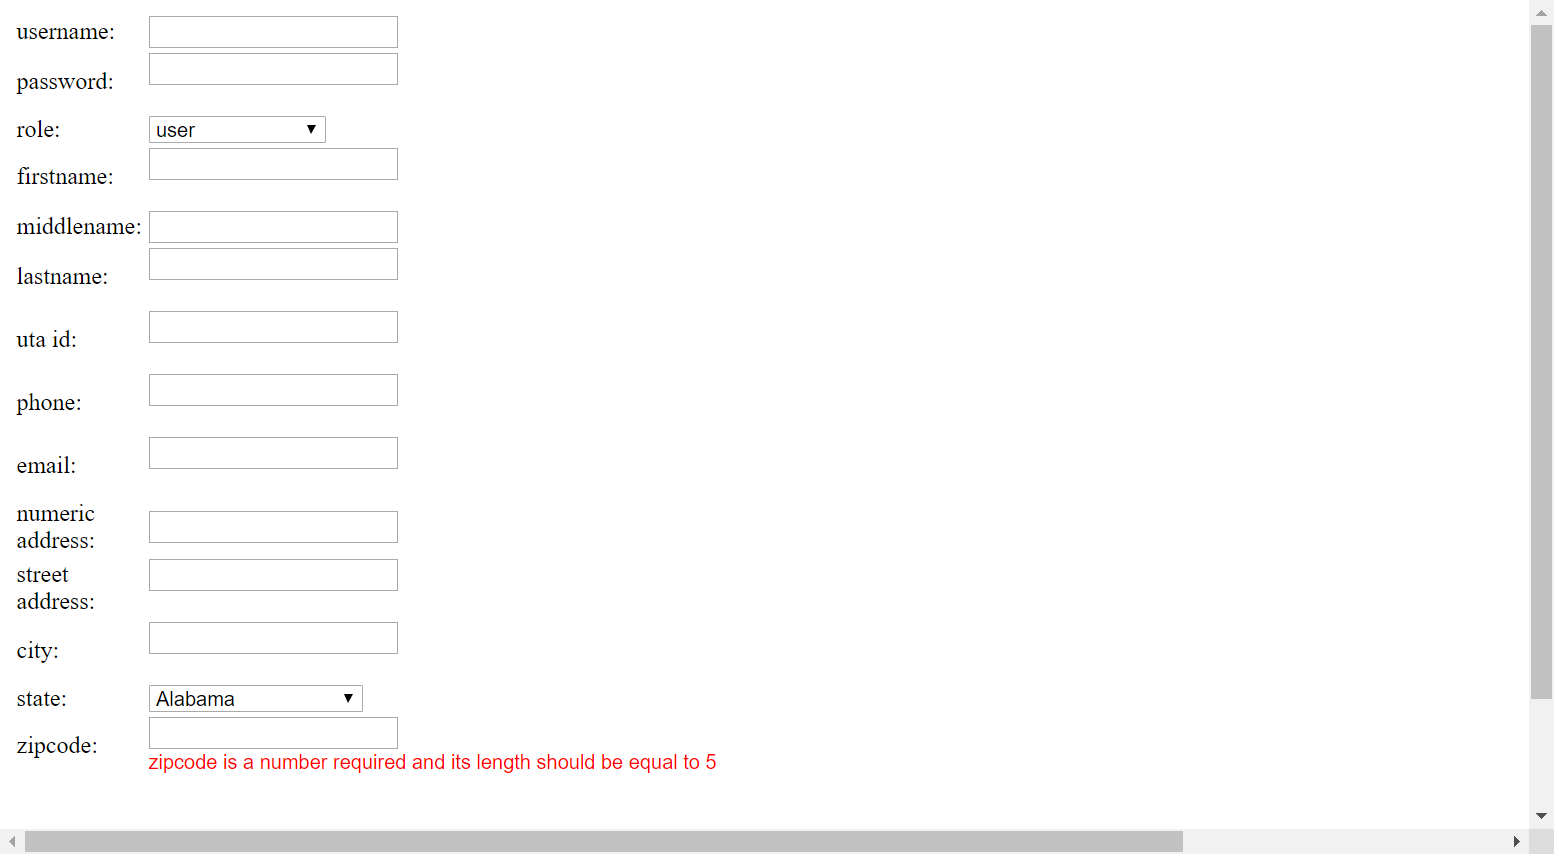 username:
password:
role: user
firstname:
middlename:
lastname:
uta id:
phone:
email:
numeric
address:
street
address:
city:
state: Alabama
zipcode:
zipcode is a number required and its length should be equal to 5